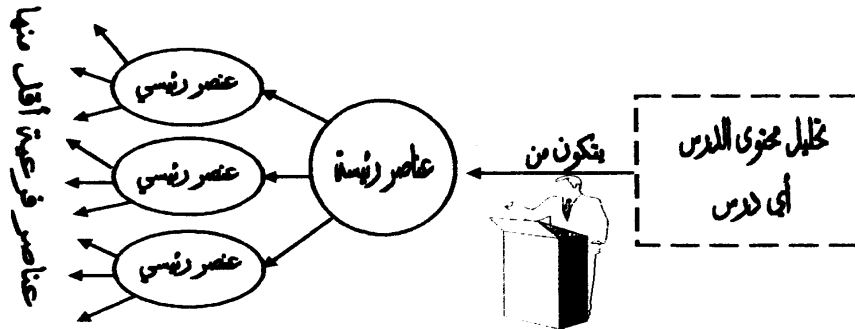 تحليل محتوى الدرس
أي درس
يتكون من
عناصر رئيسة
عنصر رئيسي
عنصر رئيسي
عنصر رئيسي
عناصر فرعية أقل منها